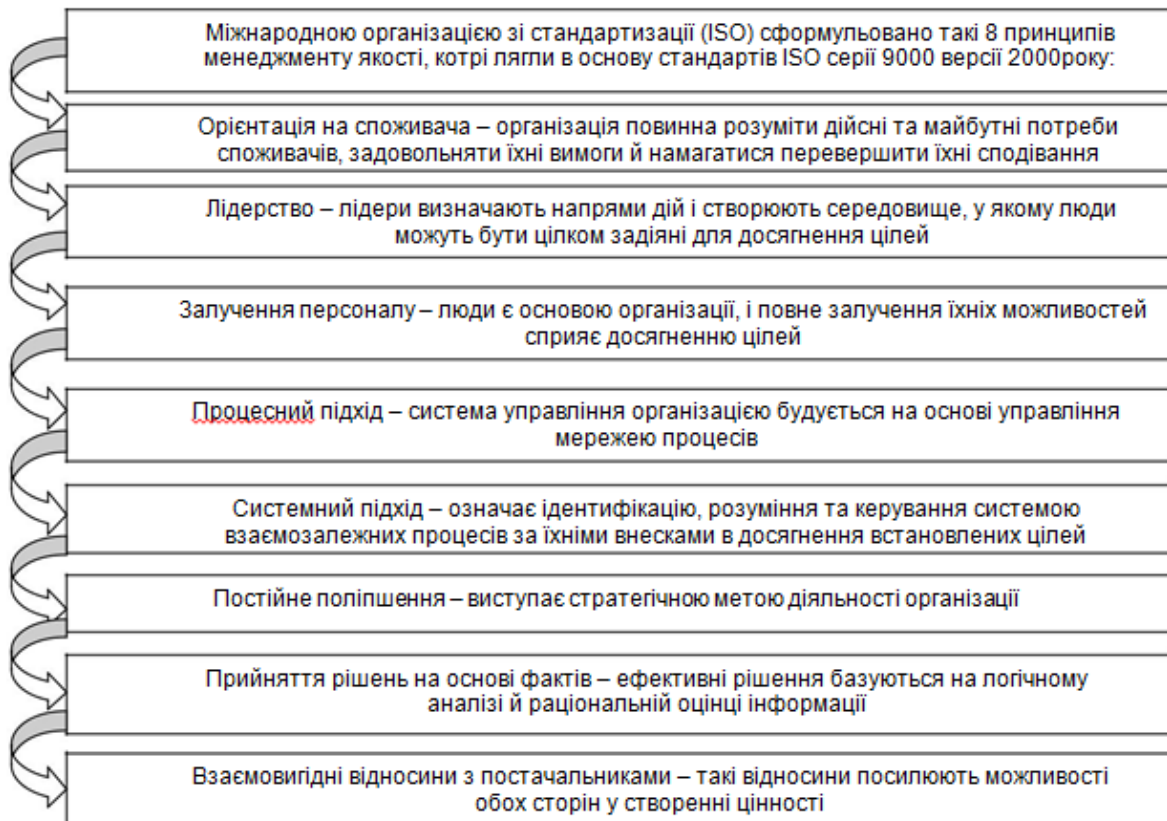 Міжнародною організацією зі стандартизації (ISO) сформульовано такі 8 принципів
менеджменту якості, котрі лягли в основу стандартів ISO серії 9000 версії 2000року:
Орієнтація на споживача – організація повинна розуміти дійсні та майбутні потреби
споживачів, задовольняти їхні вимоги й намагатися перевершити їхні сподівання
Лідерство – лідери визначають напрями дій і створюють середовище, у якому люди
можуть бути цілком задіяні для досягнення цілей
Залучення персоналу – люди є основою організації, і повне залучення їхніх можливостей
сприяє досягненню цілей
Процесний підхід – система управління організацією будується на основі управління
мережею процесів
Системний підхід – означає ідентифікацію, розуміння та керування системою
взаємозалежних процесів за їхніми внесками в досягнення встановлених цілей
Постійне поліпшення – виступає стратегічною метою діяльності організації
Прийняття рішень на основі фактів – ефективні рішення базуються на логічному
аналізі й раціональній оцінці інформації
Взаємовигідні відносини з постачальниками – такі відносини посилюють можливості
обох сторін у створенні цінності